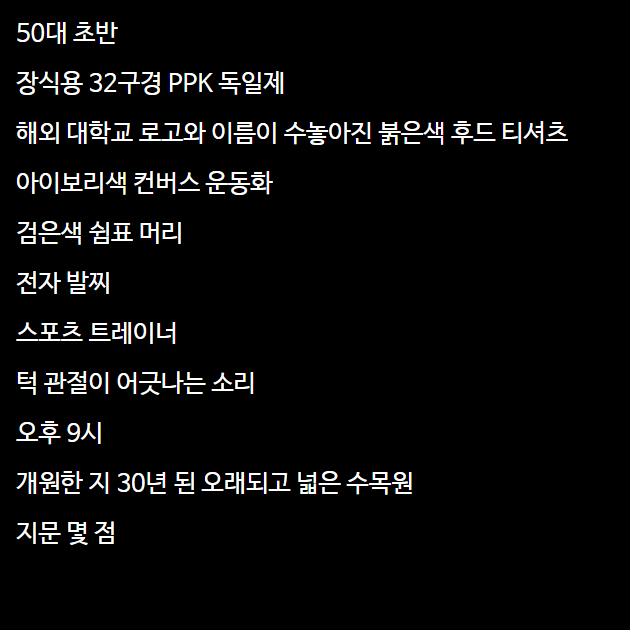 50대 초반
장식용 32구경 PPK 독일제
해외 대학교 로고와 이름이 수놓아진 붉은색 후드 티셔츠
아이보리색 컨버스 운동화
검은색 쉼표 머리
전자 발찌
스포츠 트레이너
턱 관절이 어긋나는 소리
오후 9시
개원한 지 30년 된 오래되고 넓은 수목원
지문 몇 점